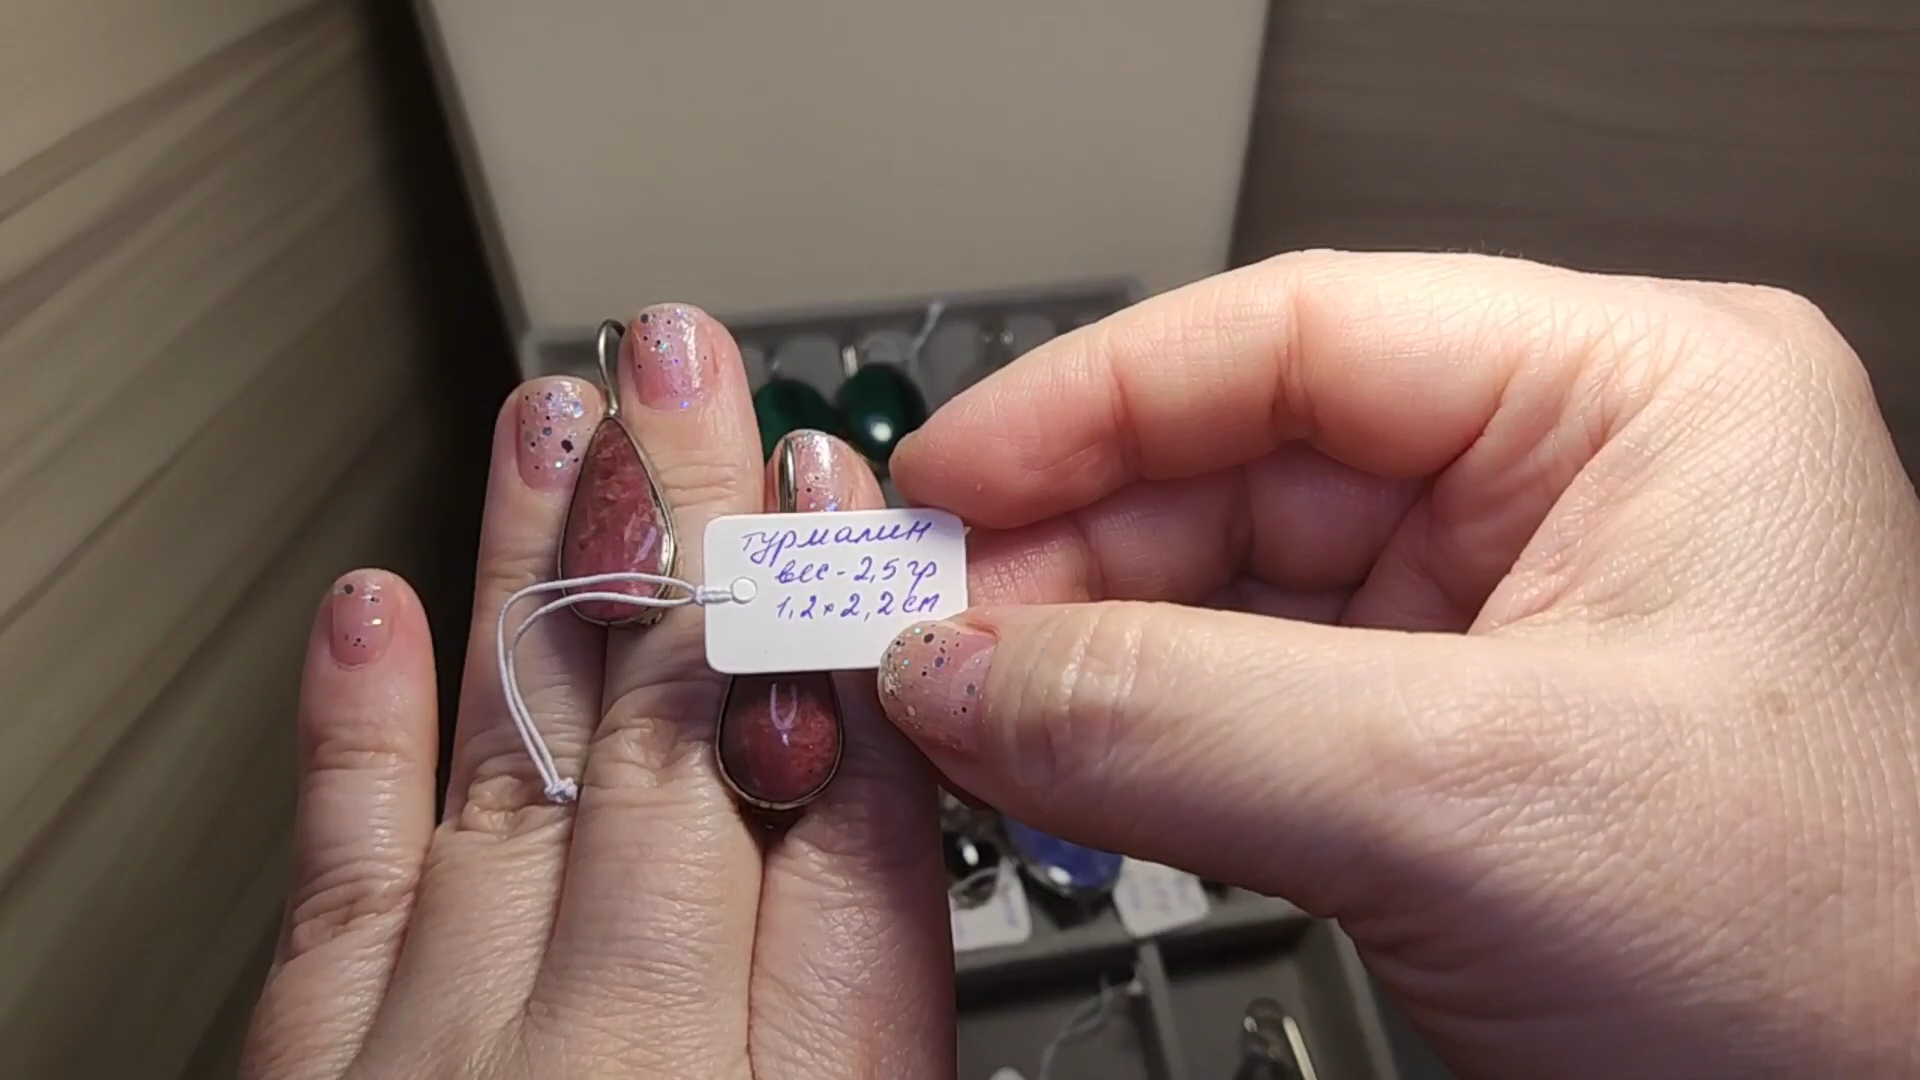 Турмалин
вес - 2,5 гр
1,2 × 2,2 см